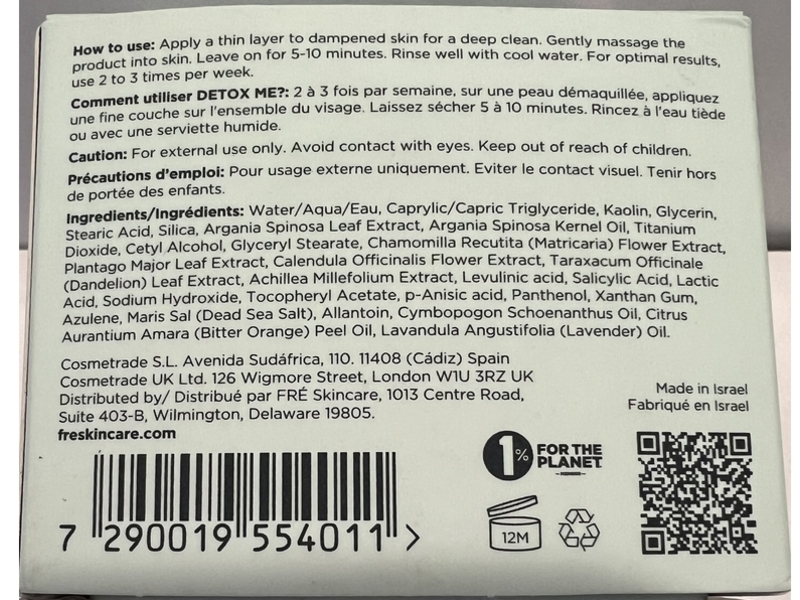 How to use: Apply a thin layer to dampened skin for a deep clean. Gently massage the
product into skin. Leave on for 5-10 minutes. Rinse well with cool water. For optimal results,
use 2 to 3 times per week.
Comment utiliser DETOX ME?: 2 à 3 fois par semaine, sur une peau démaquillée, appliquez
une fine couche sur l'ensemble du visage. Laissez sécher 5 à 10 minutes. Rincez à l'eau tiède
ou avec une serviette humide.
Caution: For external use only. Avoid contact with eyes. Keep out of reach of children.
Précautions d'emploi: Pour usage externe uniquement. Eviter le contact visuel. Tenir hors
de portée des enfants.
Ingredients/Ingrédients: Water/Aqua/Eau, Caprylic/Capric Triglyceride, Kaolin, Glycerin,
Stearic Acid, Silica, Argania Spinosa Leaf Extract, Argania Spinosa Kernel Oil, Titanium
Dioxide, Cetyl Alcohol, Glyceryl Stearate, Chamomilla Recutita (Matricaria) Flower Extract,
Plantago Major Leaf Extract, Calendula Officinalis Flower Extract, Taraxacum Officinale
(Dandelion) Leaf Extract, Achillea Millefolium Extract, Levulinic acid, Salicylic Acid, Lactic
Acid, Sodium Hydroxide, Tocopheryl Acetate, p-Anisic acid, Panthenol, Xanthan Gum,
Azulene, Maris Sal (Dead Sea Salt), Allantoin, Cymbopogon Schoenanthus Oil, Citrus
Aurantium Amara (Bitter Orange) Peel Oil, Lavandula Angustifolia (Lavender) Oil.
Cosmetrade S.L. Avenida Sudáfrica, 110. 11408 (Cádiz) Spain
Cosmetrade UK Ltd. 126 Wigmore Street, London W1U 3RZ UK
Distributed by/ Distribué par FRÉ Skincare, 1013 Centre Road,
Suite 403-B, Wilmington, Delaware 19805.
freskincare.com
Made in Israel
Fabriqué en Israel
1% FOR THE
PLANET
12M
7 290019 554011 >